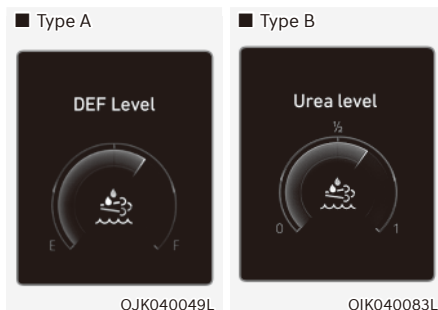 ■ Type A
DEF Level
E
F
OJK040049L
■ Type B
Urea level
½
0
1
OIK040083L